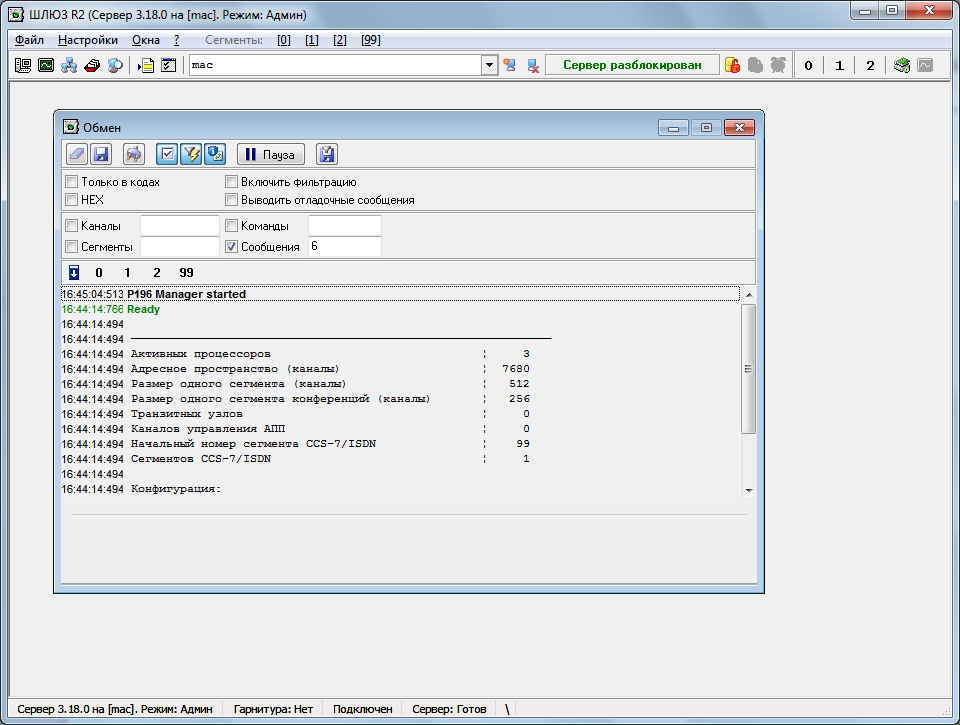 ШЛЮЗ R2 (Сервер 3.18.0 на [mac]. Режим: Админ)
Файл Настройки Окна ? Сегменты: [0] [1] [2] [99]
mac Сервер разблокирован 0 1 2
Обмен
Пауза
Только в кодах Включить фильтрацию
HEX Выводить отладочные сообщения
Каналы Команды
Сегменты Сообщения 6
0 1 2 99
16:45:04:513 P196 Manager started
16:44:14:766 Ready
16:44:14:494
16:44:14:494
16:44:14:494 Активных процессоров ¦ 3
16:44:14:494 Адресное пространство (каналы) ¦ 7680
16:44:14:494 Размер одного сегмента (каналы) ¦ 512
16:44:14:494 Размер одного сегмента конференций (каналы) ¦ 256
16:44:14:494 Транзитных узлов ¦ 0
16:44:14:494 Каналов управления АПП ¦ 0
16:44:14:494 Начальный номер сегмента CCS-7/ISDN ¦ 99
16:44:14:494 Сегментов CCS-7/ISDN ¦ 1
16:44:14:494
16:44:14:494 Конфигурация:
Сервер 3.18.0 на [mac]. Режим: Админ Гарнитура: Нет Подключен Сервер: Готов \